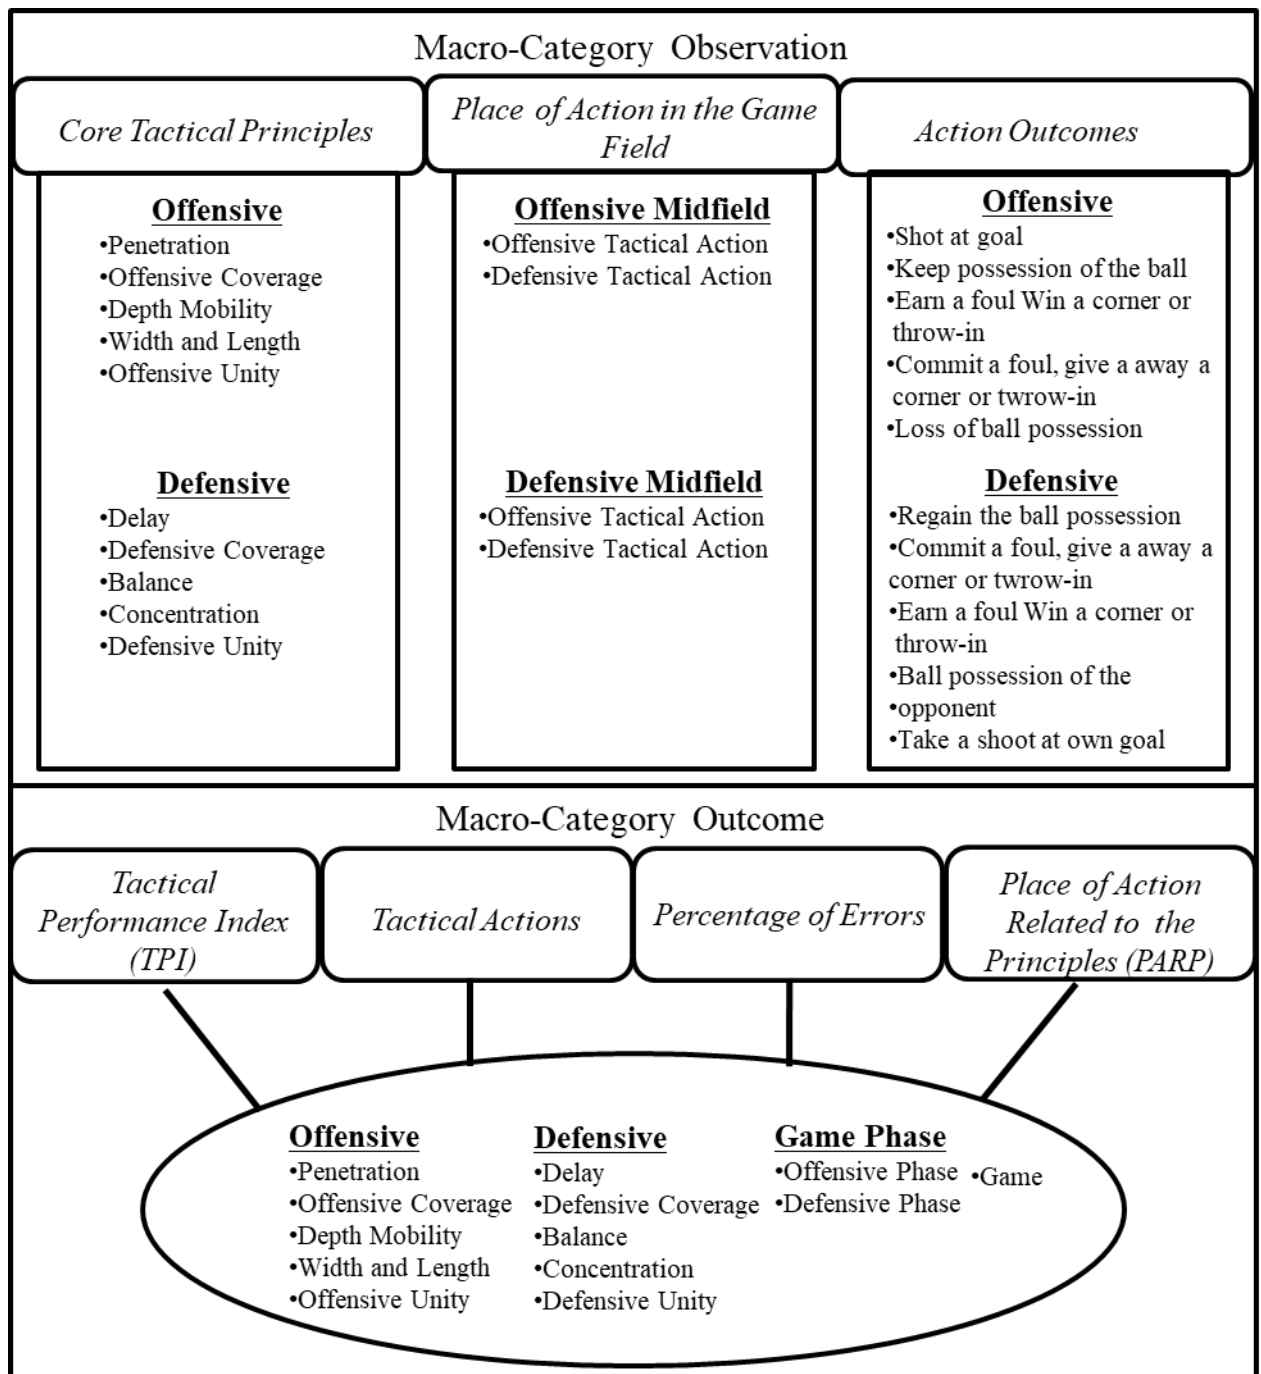 Macro-Category Observation
Core Tactical Principles
Offensive
•Penetration
•Offensive Coverage
•Depth Mobility
•Width and Length
•Offensive Unity
Defensive
•Delay
•Defensive Coverage
•Balance
•Concentration
•Defensive Unity
Place of Action in the Game
Field
Offensive Midfield
•Offensive Tactical Action
•Defensive Tactical Action
Defensive Midfield
•Offensive Tactical Action
•Defensive Tactical Action
Action Outcomes
Offensive
•Shot at goal
•Keep possession of the ball
•Earn a foul Win a corner or
throw-in
•Commit a foul, give a away a
corner or twrow-in
•Loss of ball possession
Defensive
•Regain the ball possession
•Commit a foul, give a away a
corner or twrow-in
•Earn a foul Win a corner or
throw-in
•Ball possession of the
•opponent
•Take a shoot at own goal
Macro-Category Outcome
Tactical
Performance Index
(TPI)
Tactical Actions
Percentage of Errors
Place of Action
Related to the
Principles (PARP)
Offensive
•Penetration
•Offensive Coverage
•Depth Mobility
•Width and Length
•Offensive Unity
Defensive
•Delay
•Defensive Coverage
•Balance
•Concentration
•Defensive Unity
Game Phase
•Offensive Phase
•Defensive Phase
•Game